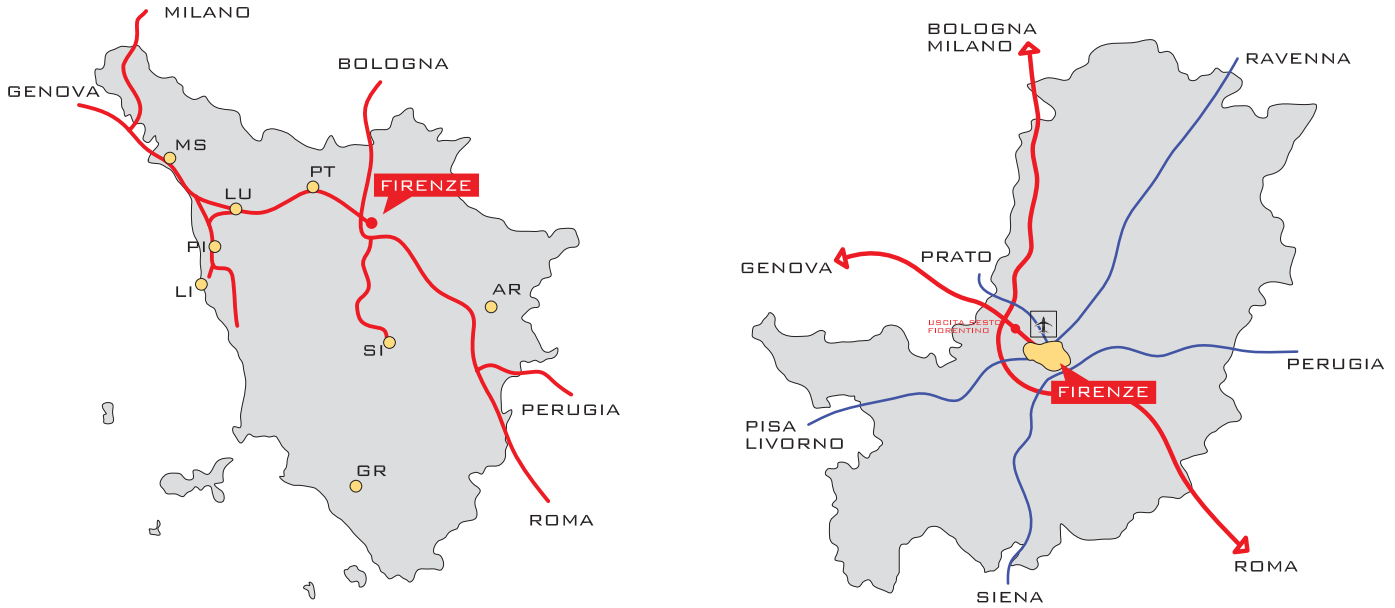 MILANO
GENOVA
BOLOGNA
MS
PT
FIRENZE
LU
PI
LI
AR
SI
PERUGIA
GR
ROMA
BOLOGNA
MILANO
RAVENNA
PRATO
GENOVA
USCITA SESTO
FIORENTINO
PERUGIA
FIRENZE
PISA
LIVORNO
ROMA
SIENA